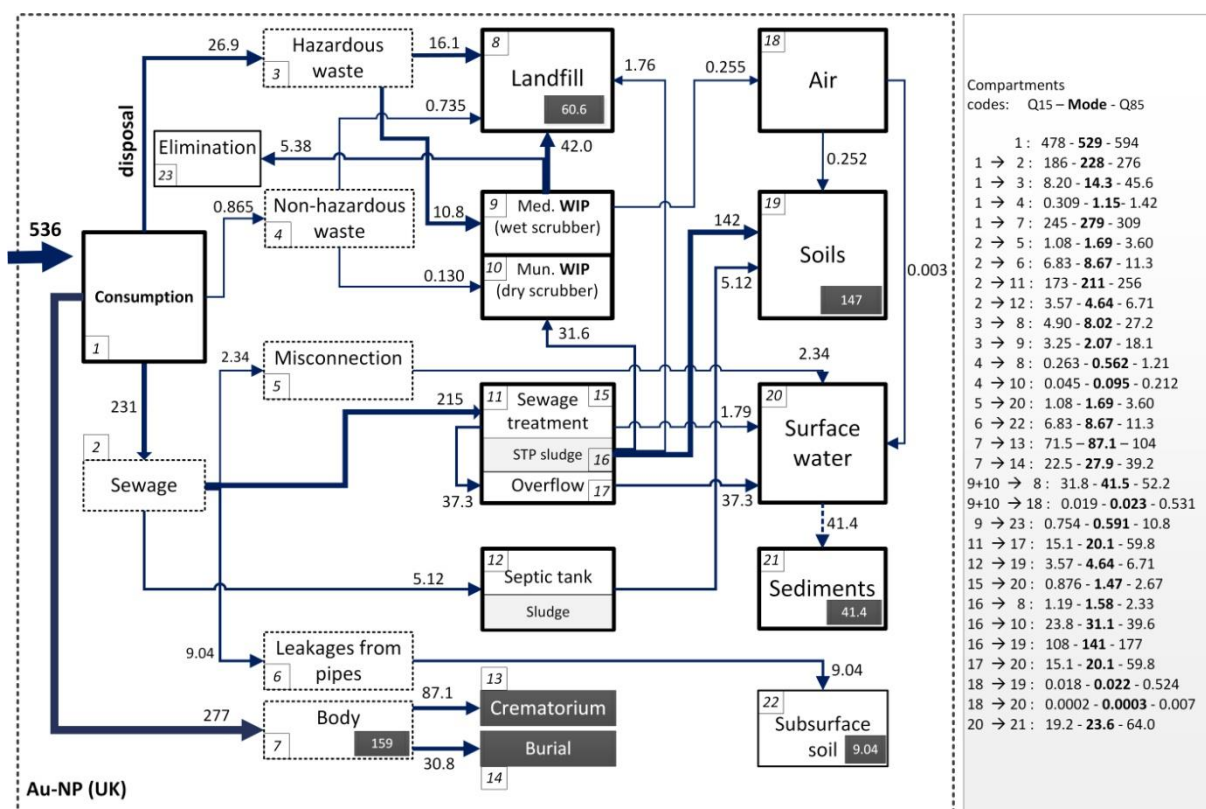 26.9
Hazardous
waste
3
16.1
8
Landfill
60.6
1.76
18
Air
0.255
0.735
disposal
Elimination
23
5.38
42.0
0.252
0.865
Non-hazardous
waste
4
10.8
9
Med. WIP
(wet scrubber)
142
19
Soils
147
536
Consumption
1
0.130
10
Mun. WIP
(dry scrubber)
5.12
0.003
31.6
2.34
Misconnection
5
2.34
231
215
11
Sewage
treatment
15
1.79
20
Surface
water
2
Sewage
STP sludge
16
37.3
Overflow
17
37.3
41.4
5.12
12
Septic tank
Sludge
21
Sediments
41.4
9.04
Leakages from
pipes
6
9.04
277
Body
7
159
87.1
13
Crematorium
30.8
Burial
14
22
Subsurface
soil
9.04
Au-NP (UK)
Compartments
codes: Q15 – Mode - Q85
1 : 478 - 529 - 594
1 → 2 : 186 - 228 - 276
1 → 3 : 8.20 - 14.3 - 45.6
1 → 4 : 0.309 - 1.15- 1.42
1 → 7 : 245 - 279 - 309
2 → 5 : 1.08 - 1.69 - 3.60
2 → 6 : 6.83 - 8.67 - 11.3
2 → 11 : 173 - 211 - 256
2 → 12 : 3.57 - 4.64 - 6.71
3 → 8 : 4.90 - 8.02 - 27.2
3 → 9 : 3.25 - 2.07 - 18.1
4 → 8 : 0.263 - 0.562 - 1.21
4 → 10 : 0.045 - 0.095 - 0.212
5 → 20 : 1.08 - 1.69 - 3.60
6 → 22 : 6.83 - 8.67 - 11.3
7 → 13 : 71.5 – 87.1 – 104
7 → 14 : 22.5 - 27.9 - 39.2
9+10 → 8 : 31.8 - 41.5 - 52.2
9+10 → 18 : 0.019 - 0.023 - 0.531
9 → 23 : 0.754 - 0.591 - 10.8
11 → 17 : 15.1 - 20.1 - 59.8
12 → 19 : 3.57 - 4.64 - 6.71
15 → 20 : 0.876 - 1.47 - 2.67
16 → 8 : 1.19 - 1.58 - 2.33
16 → 10 : 23.8 - 31.1 - 39.6
16 → 19 : 108 - 141 - 177
17 → 20 : 15.1 - 20.1 - 59.8
18 → 19 : 0.018 - 0.022 - 0.524
18 → 20 : 0.0002 - 0.0003 - 0.007
20 → 21 : 19.2 - 23.6 - 64.0